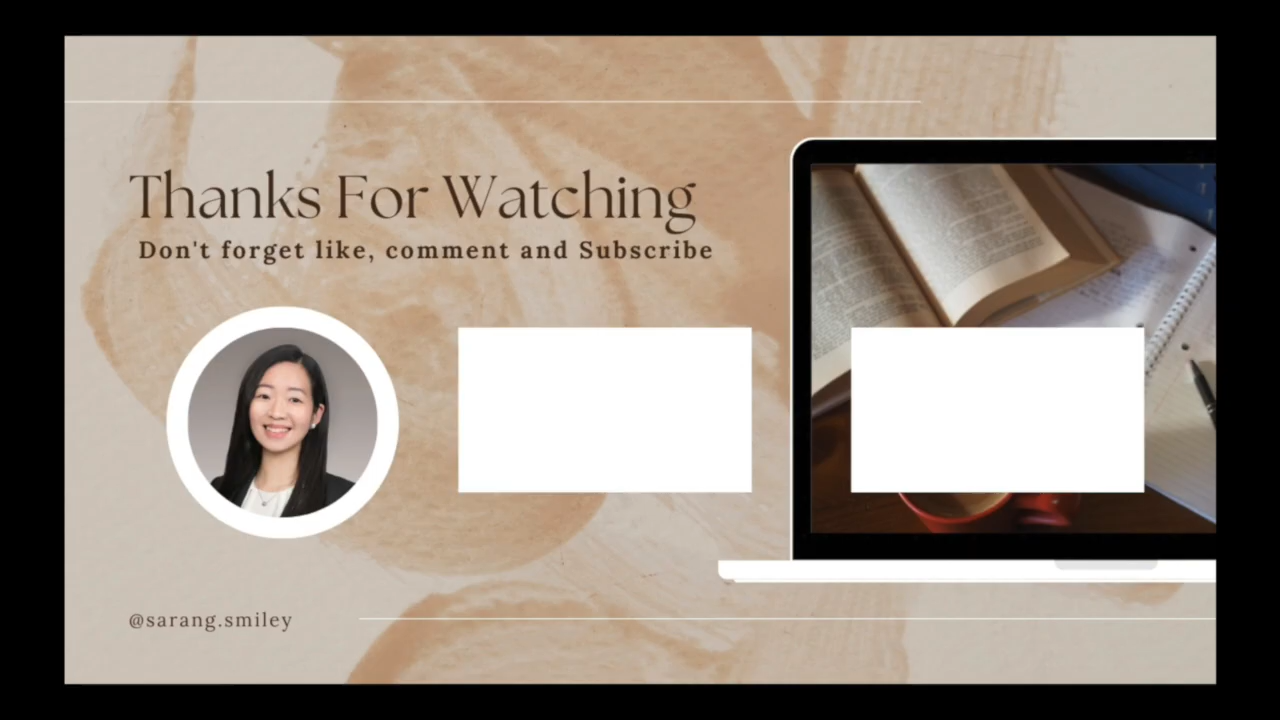 Thanks For Watching
Don't forget like, comment and Subscribe
@sarang.smiley